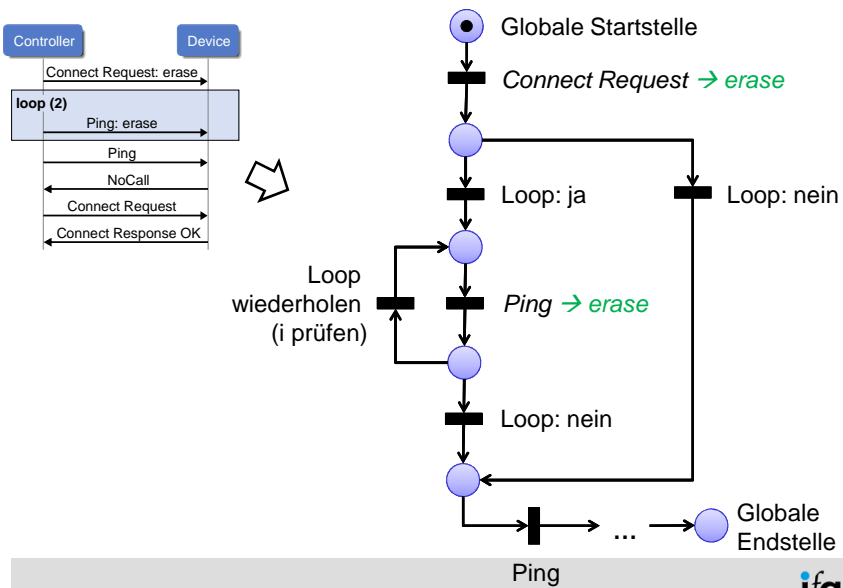 Controller
Device
Connect Request: erase
loop (2)
Ping: erase
Ping
NoCall
Connect Request
Connect Response OK
Globale Startstelle
Connect Request → erase
Loop: ja
Loop: nein
Loop
wiederholen
(i prüfen)
Ping → erase
Loop: nein
...
Globale
Endstelle
Ping